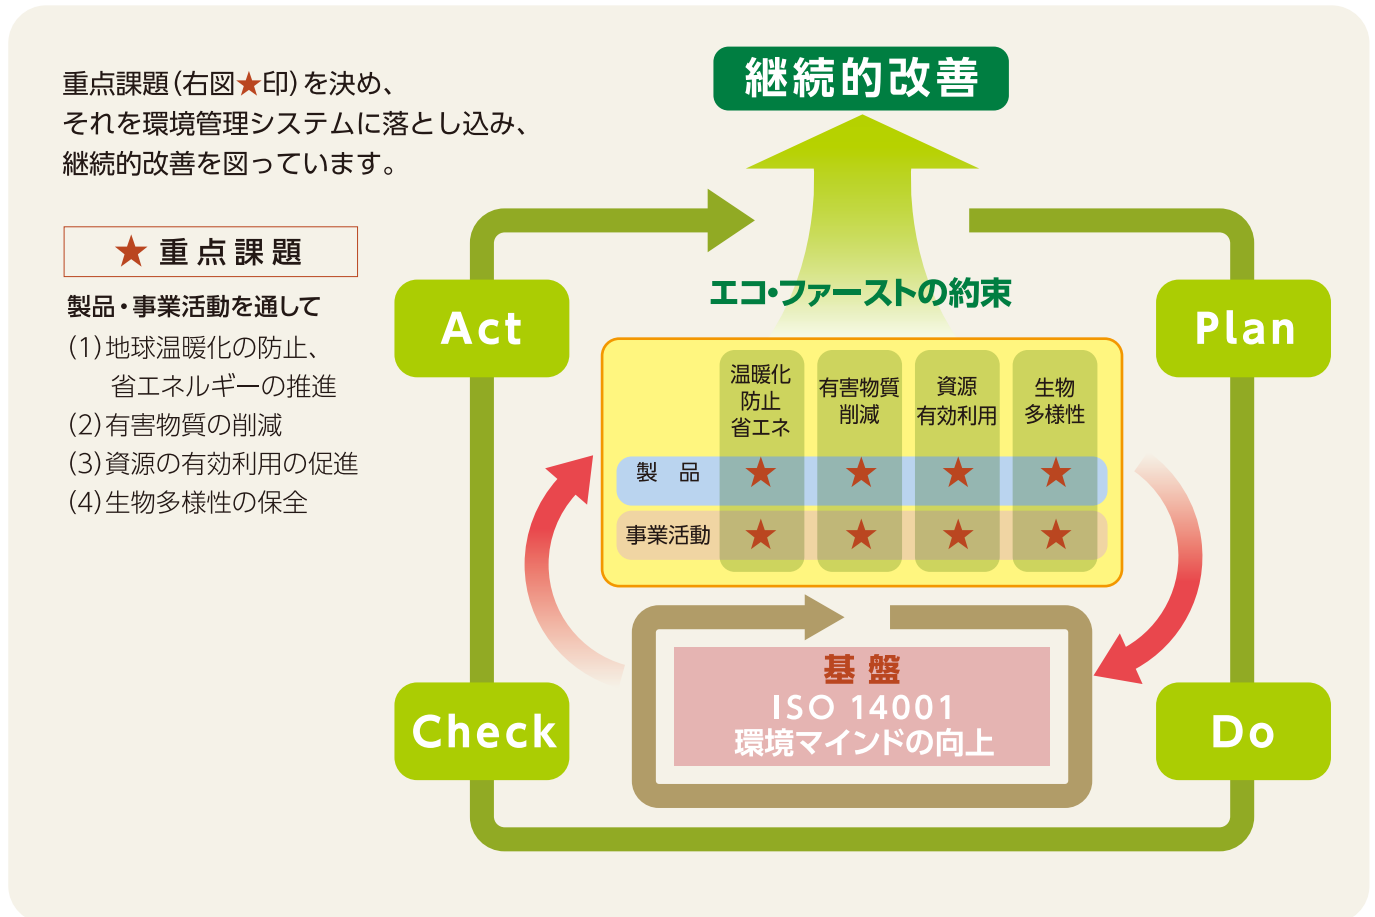 重点課題(右図★印)を決め、
それを環境管理システムに落とし込み、
継続的改善を図っています。
★ 重点課題
製品・事業活動を通して
(1)地球温暖化の防止、
省エネルギーの推進
(2)有害物質の削減
(3)資源の有効利用の促進
(4)生物多様性の保全
継続的改善
エコ・ファーストの約束
Act
Plan
温暖化
防止
省エネ
有害物質
削減
資源
有効利用
生物
多様性
製 品 ★ ★ ★ ★
事業活動 ★ ★ ★ ★
基盤
ISO 14001
環境マインドの向上
Check
Do